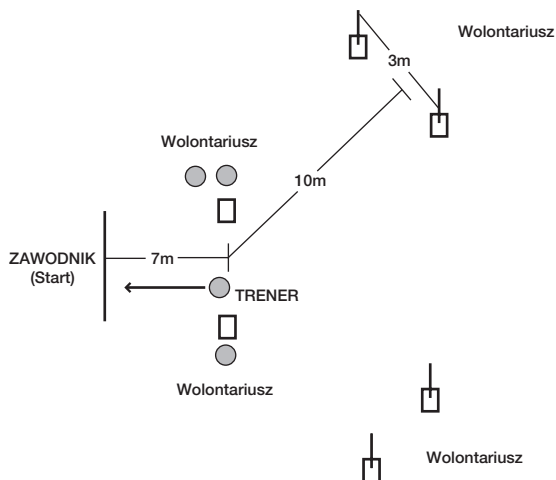 Wolontariusz
3m
Wolontariusz
10m
ZAWODNIK
(Start)
7m
TRENER
Wolontariusz
Wolontariusz